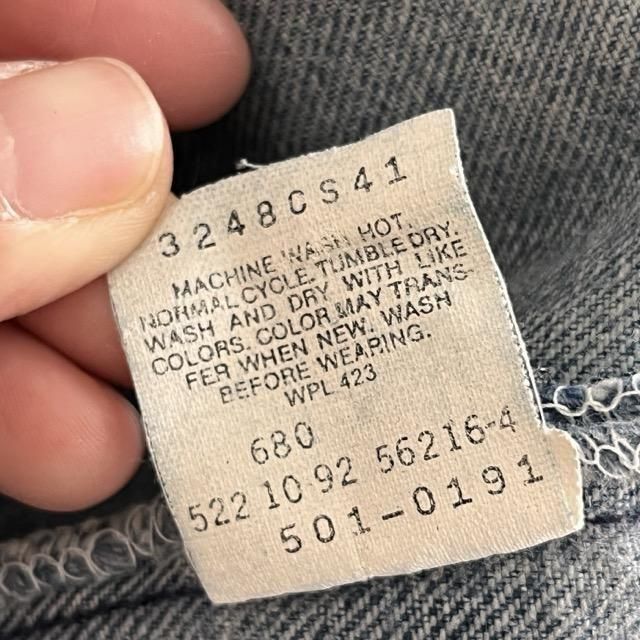 3248CS41
MACHINE WASH HOT,
NORMAL CYCLE. TUMBLE DRY.
WASH AND DRY WITH LIKE
COLORS. COLOR MAY TRANS-
FER WHEN NEW, WASH
BEFORE WEARING.
WPL 423
680
522 10 92 56216-4
501-0191